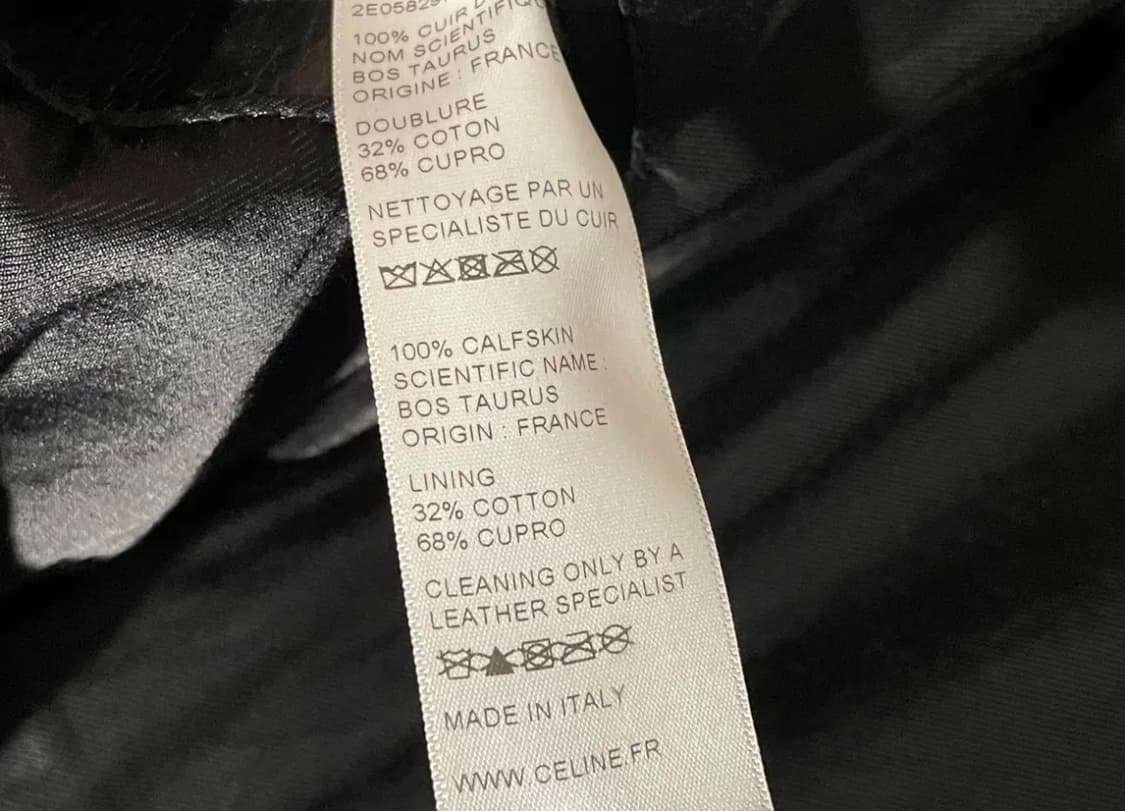 100% CUIR
NOM SCIENTIFIQU
BOS TAURUS
ORIGINE : FRANCE
DOUBLURE
32% COTON
68% CUPRO
NETTOYAGE PAR UN
SPECIALISTE DU CUIR
100% CALFSKIN
SCIENTIFIC NAME :
BOS TAURUS
ORIGIN : FRANCE
LINING
32% COTTON
68% CUPRO
CLEANING ONLY BY A
LEATHER SPECIALIST
MADE IN ITALY
WWW.CELINE.FR